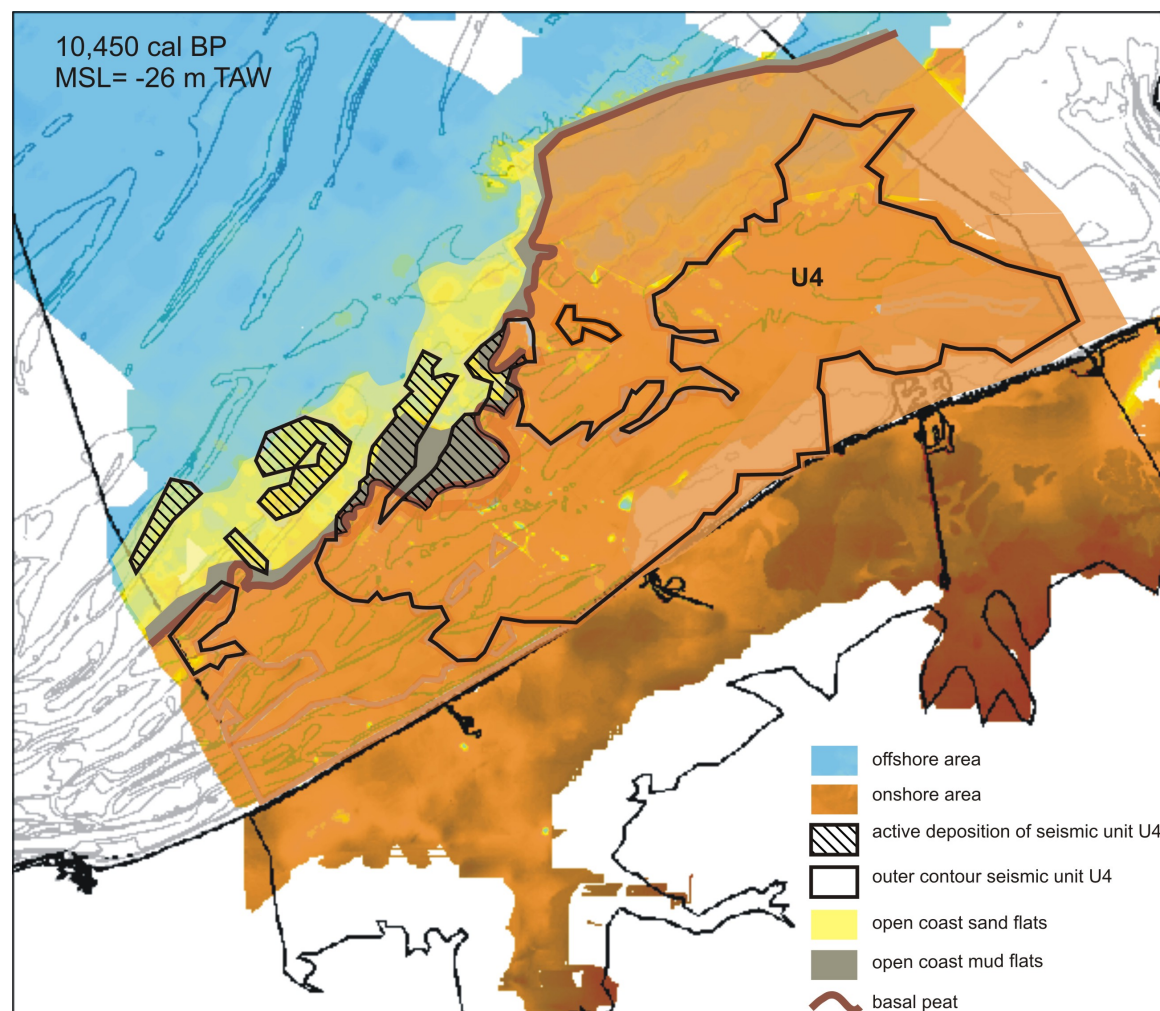 10,450 cal BP
MSL= -26 m TAW
U4
offshore area
onshore area
active deposition of seismic unit U4
outer contour seismic unit U4
open coast sand flats
open coast mud flats
basal peat